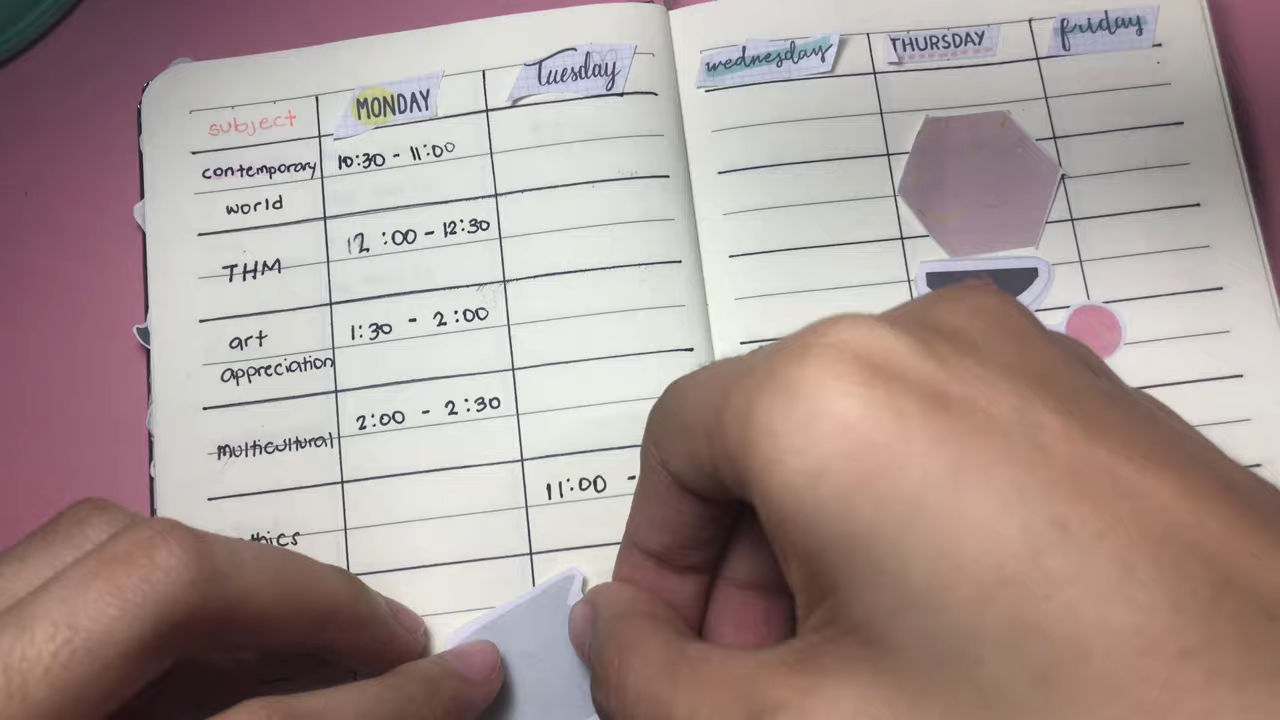 subject MONDAY Tuesday wednesday THURSDAY friday
contemporary 10:30 - 11:00
world
THM 12:00 - 12:30
art 1:30 - 2:00
appreciation
multicultural 2:00 - 2:30
11:00 -